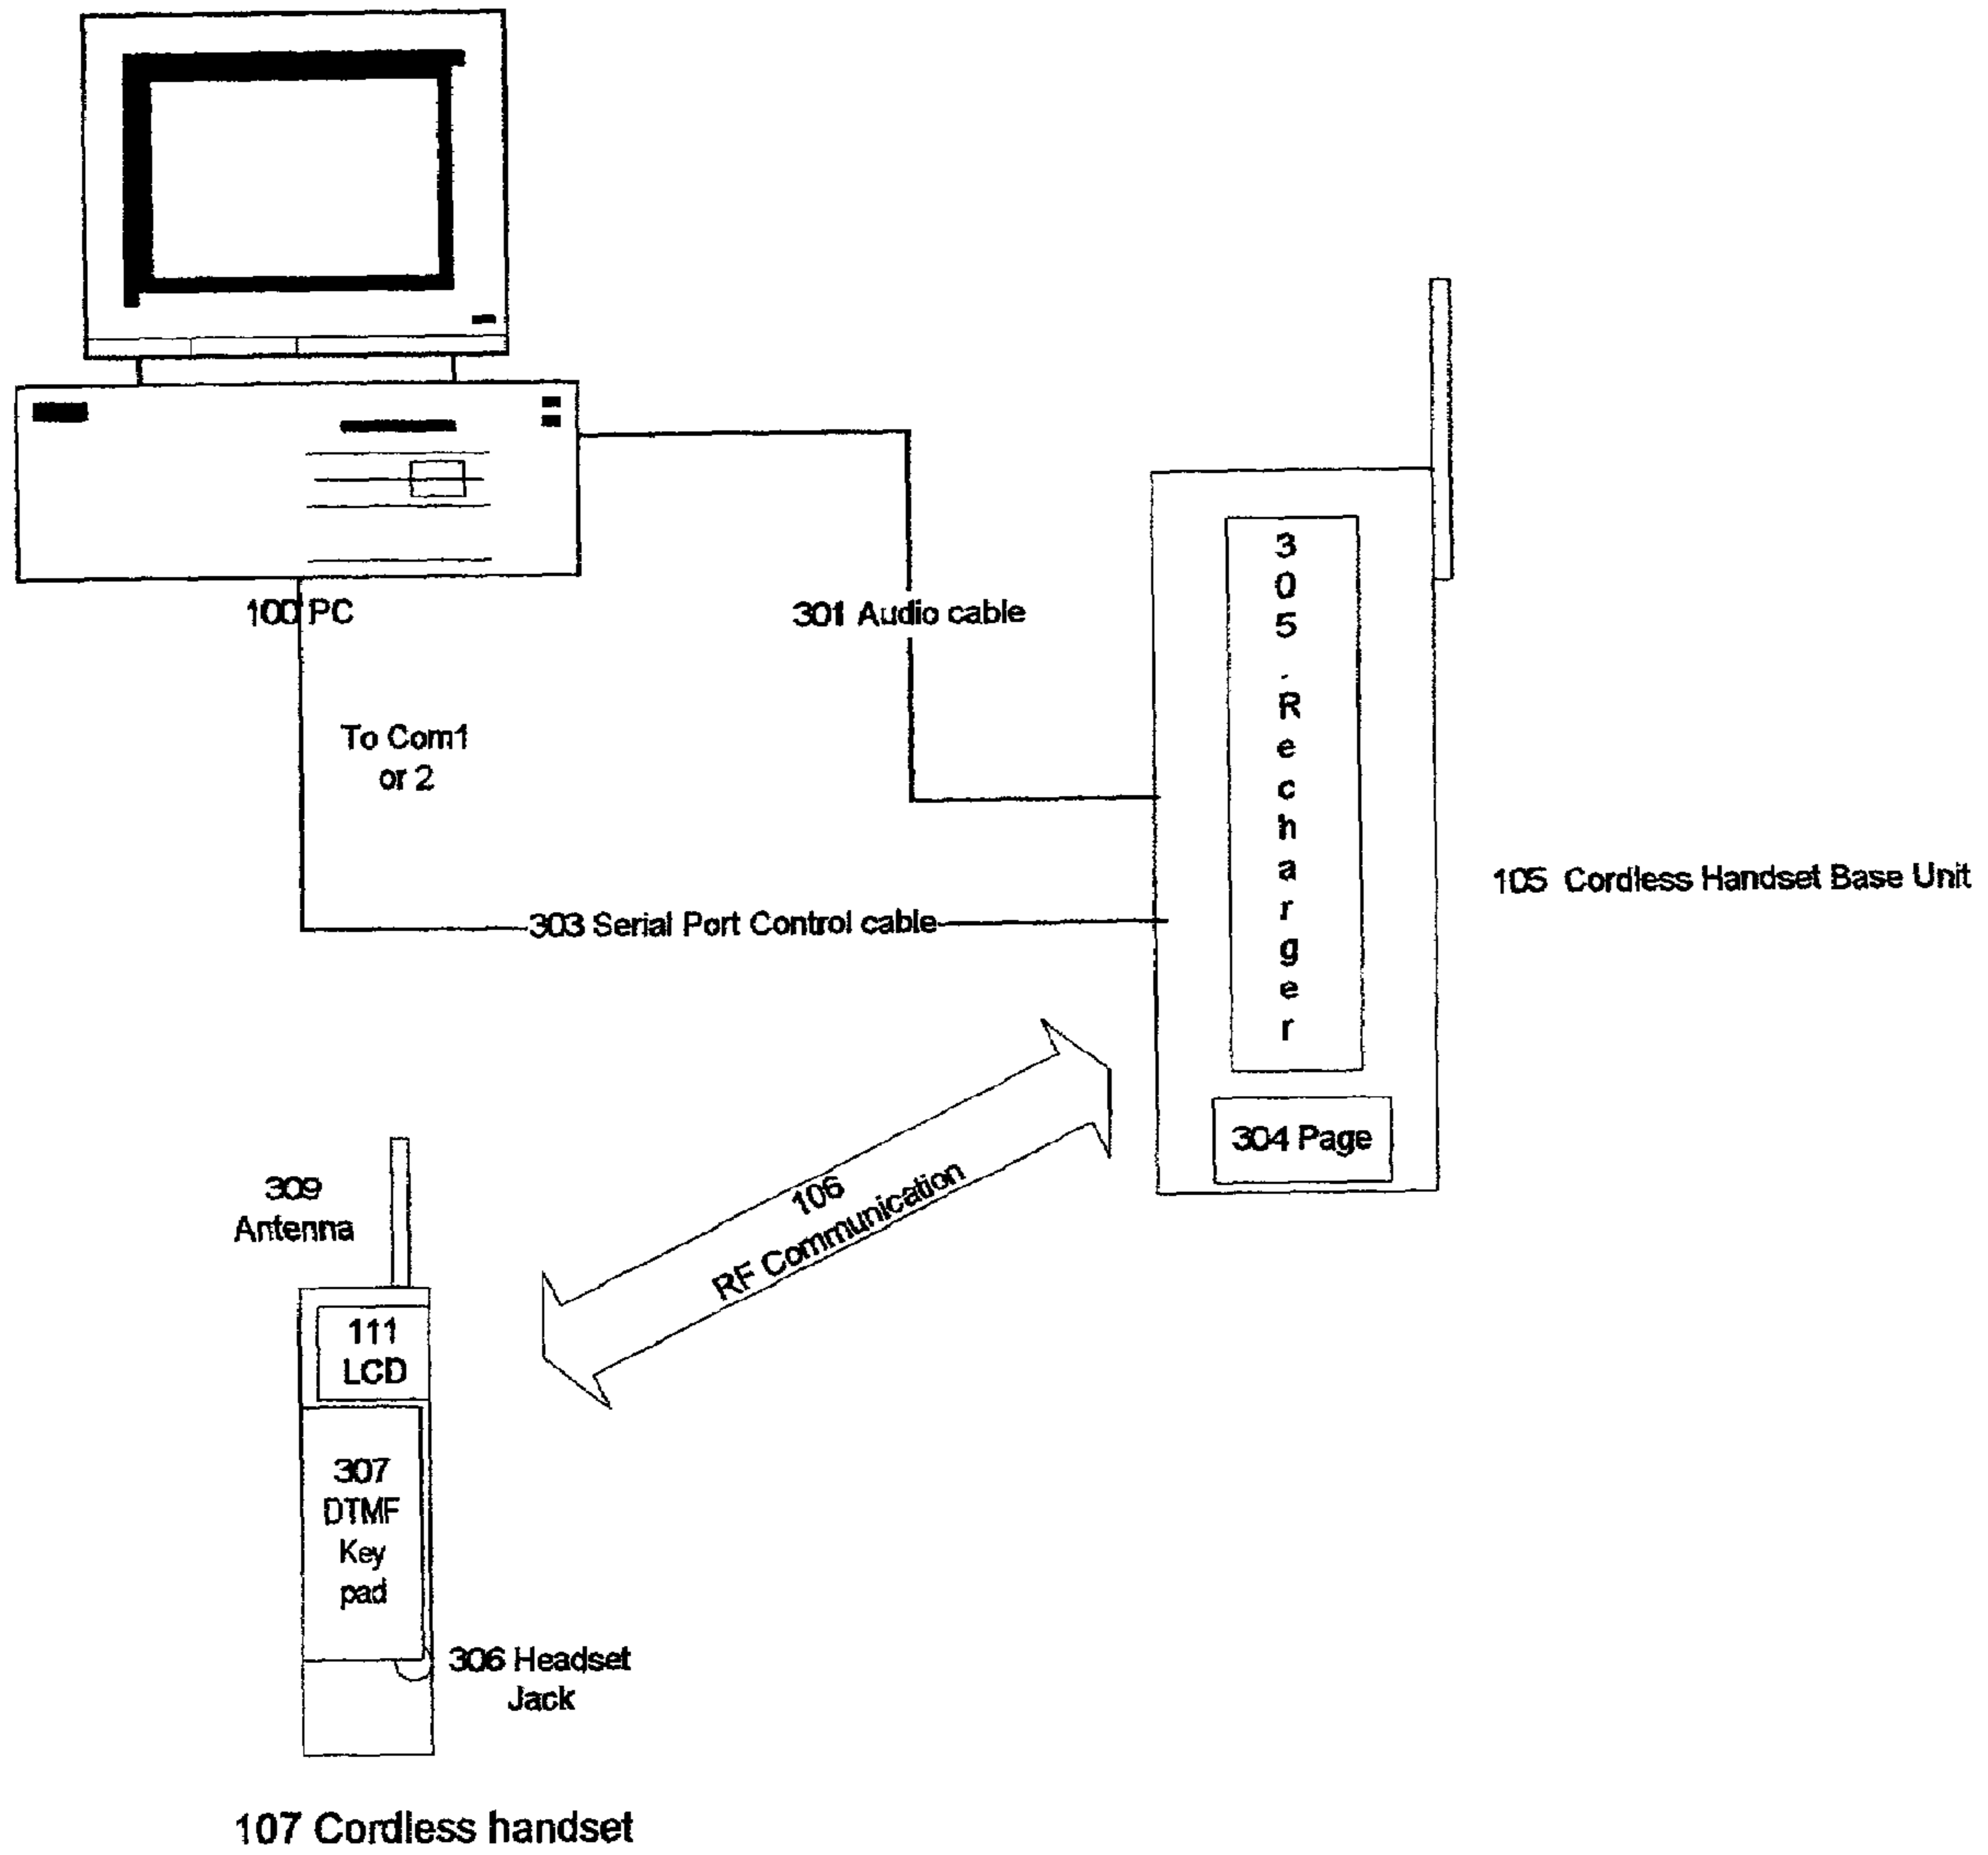 100 PC
301 Audio cable
To Com1
or 2
303 Serial Port Control cable
305. Recharger
304 Page
105 Cordless Handset Base Unit
106
RF Communication
309
Antenna
111
LCD
307
DTMF
Key
pad
306 Headset
Jack
107 Cordless handset